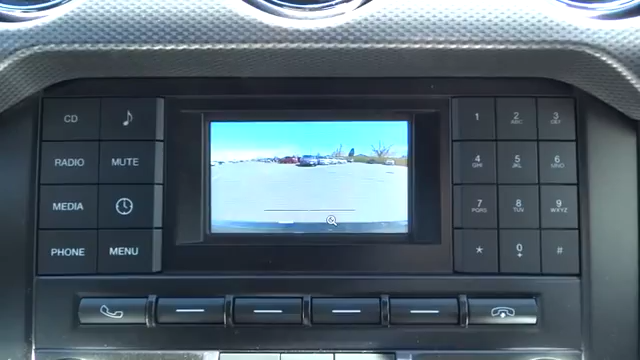 CD
RADIO MUTE
MEDIA
PHONE MENU
1 2 ABC 3 DEF
4 GHI 5 JKL 6 MNO
7 PQRS 8 TUV 9 WXYZ
* 0 + #